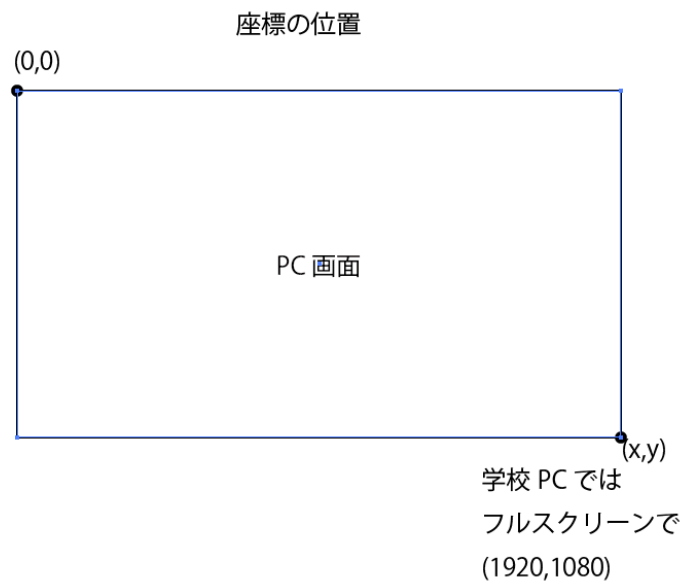 座標の位置
(0,0)
PC 画面
(x,y)
学校 PC では
フルスクリーンで
(1920,1080)